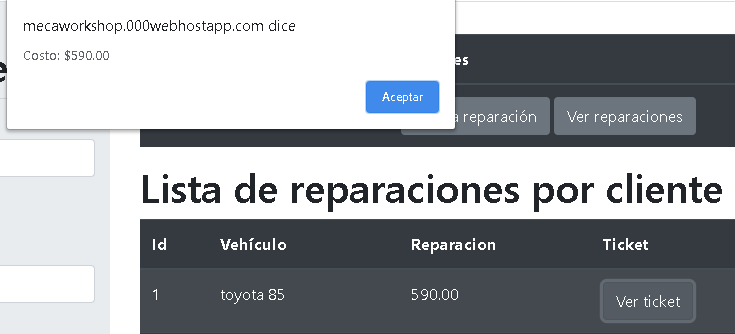 mecaworkshop.000webhostapp.com dice
Costo: $590.00
Aceptar
reparación
Ver reparaciones
Lista de reparaciones por cliente
Id Vehículo Reparacion Ticket
1 toyota 85 590.00 Ver ticket